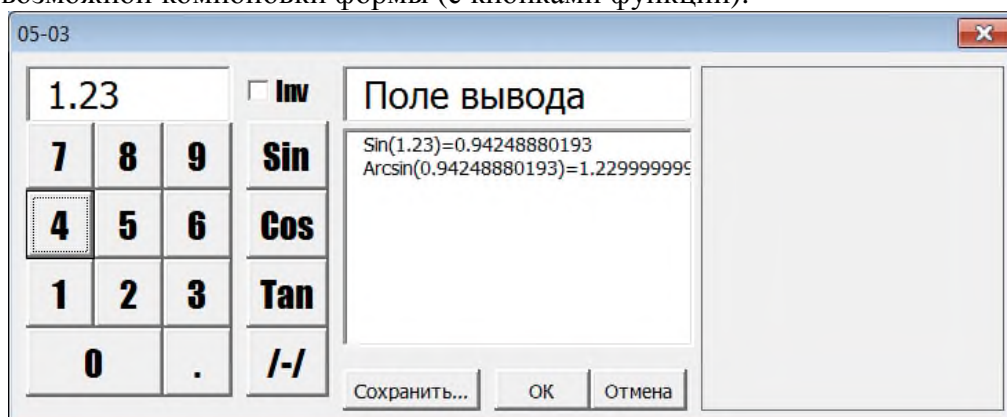 возможной компоновки формы (с кнопками функций):
05-03
1.23
Inv
Поле вывода
7 8 9 Sin
Sin(1.23)=0.94248880193
Arcsin(0.94248880193)=1.229999999
4 5 6 Cos
1 2 3 Tan
0 . /-/
Сохранить... OK Отмена